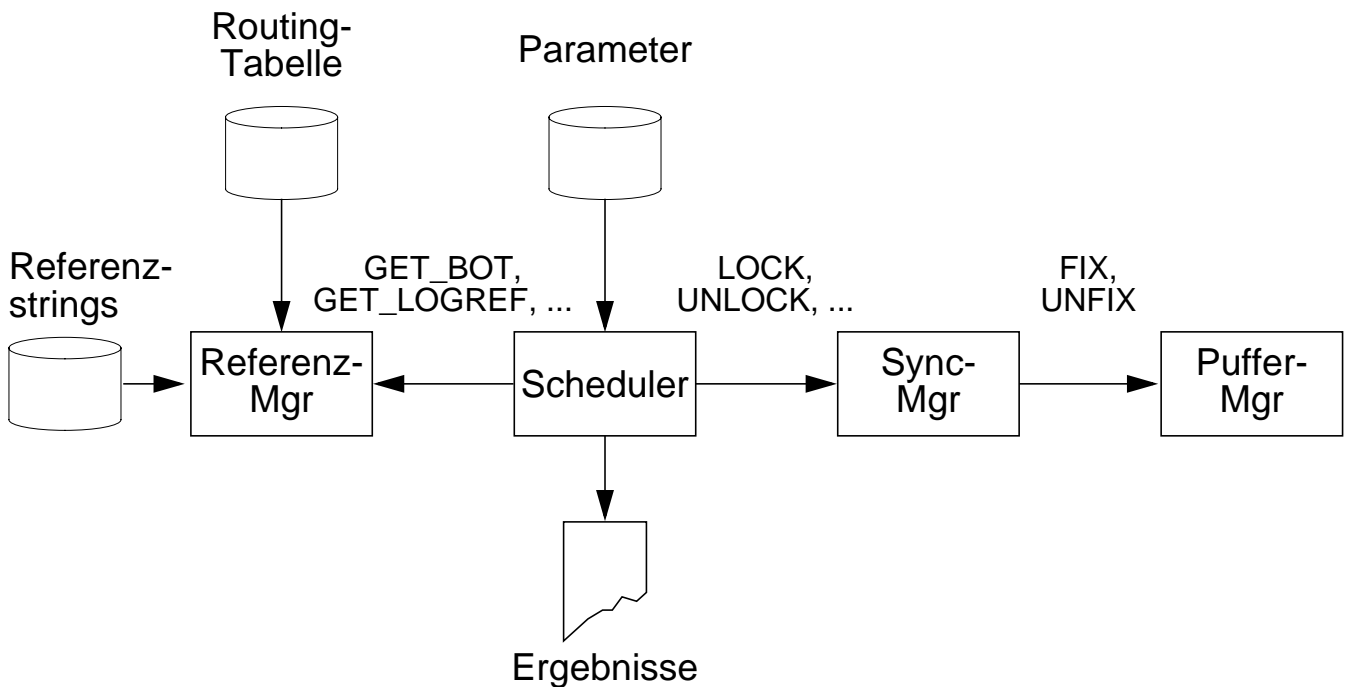 Routing-
Tabelle
Parameter
Referenz-
strings
GET_BOT,
GET_LOGREF, ...
LOCK,
UNLOCK, ...
FIX,
UNFIX
Referenz-
Mgr
Scheduler
Sync-
Mgr
Puffer-
Mgr
Ergebnisse